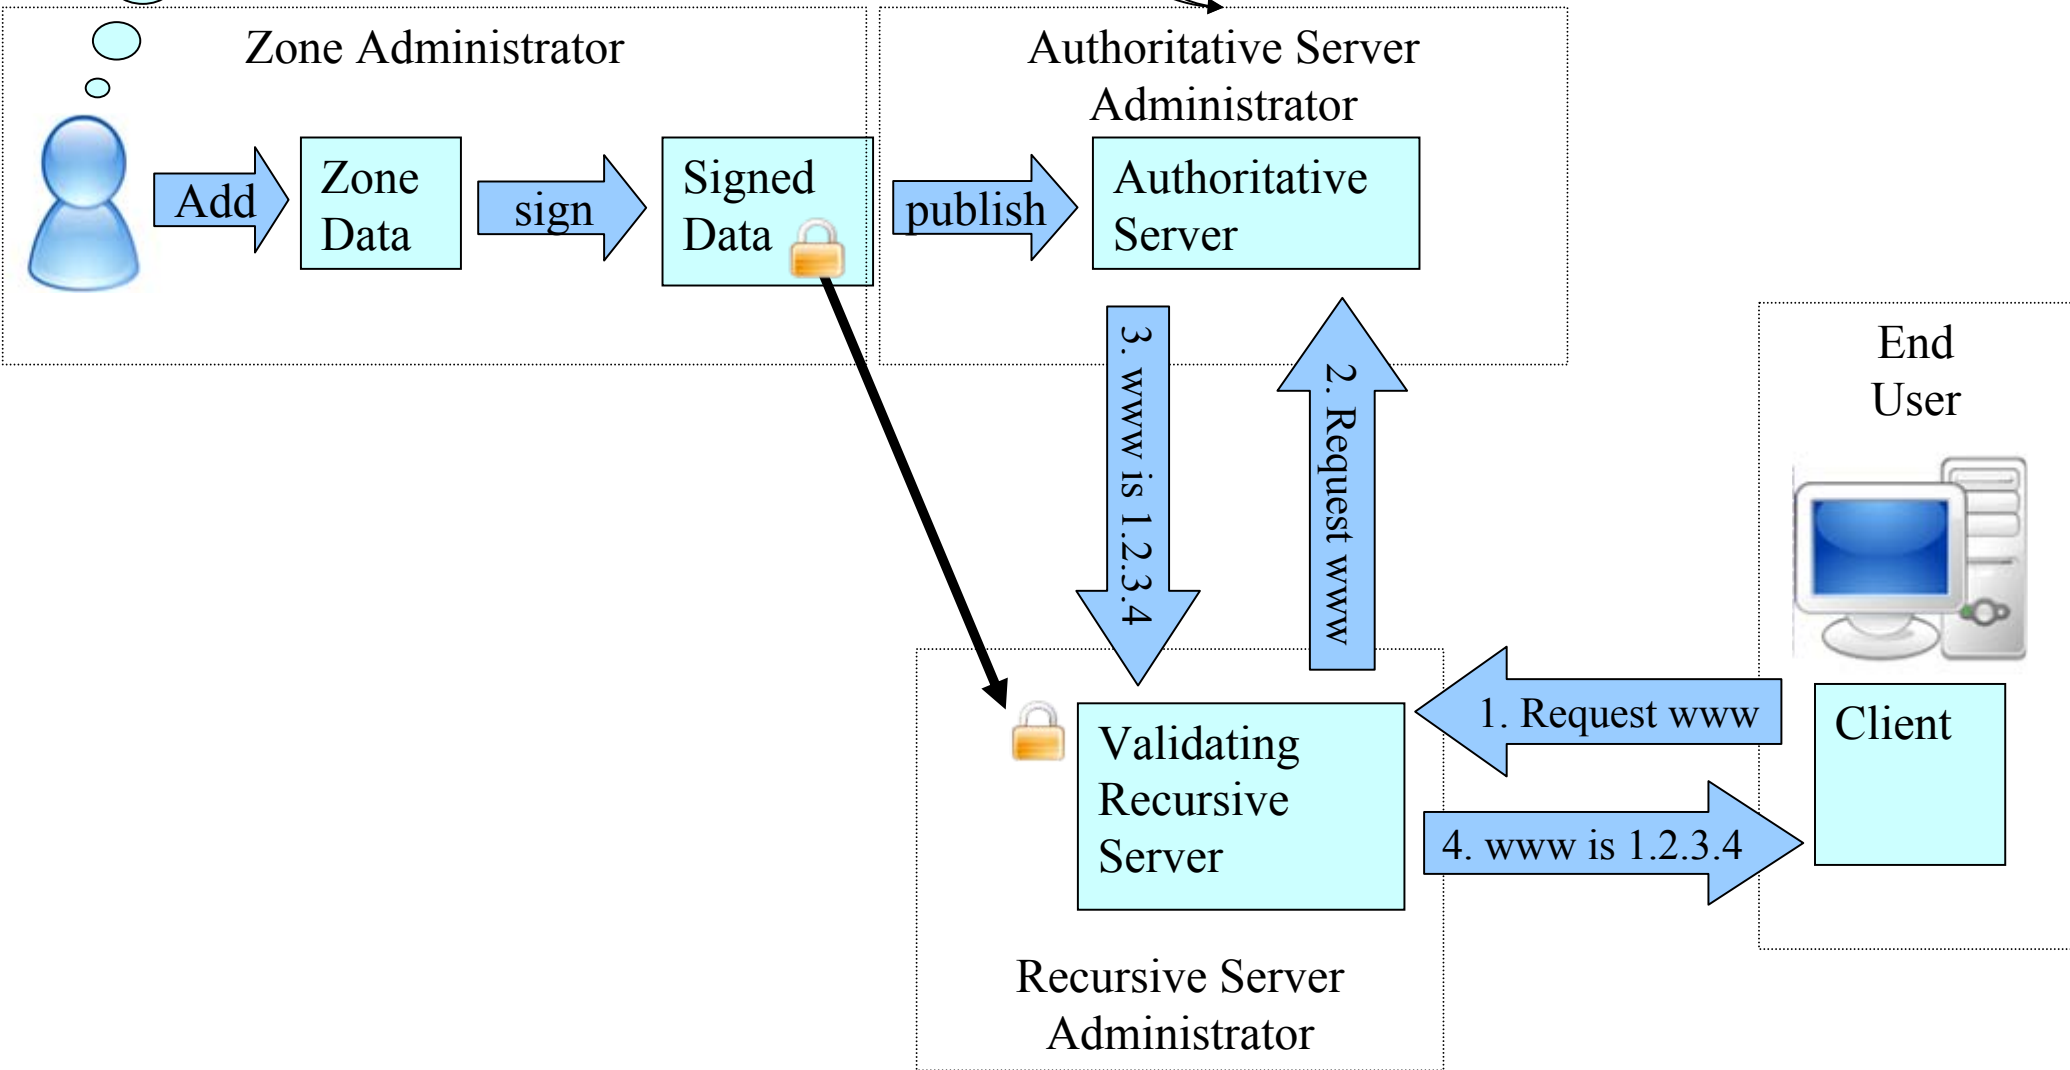 Zone Administrator
Authoritative Server
Administrator
Add
Zone
Data
sign
Signed
Data
publish
Authoritative
Server
3. www is 1.2.3.4
2. Request www
End
User
1. Request www
Client
Validating
Recursive
Server
4. www is 1.2.3.4
Recursive Server
Administrator